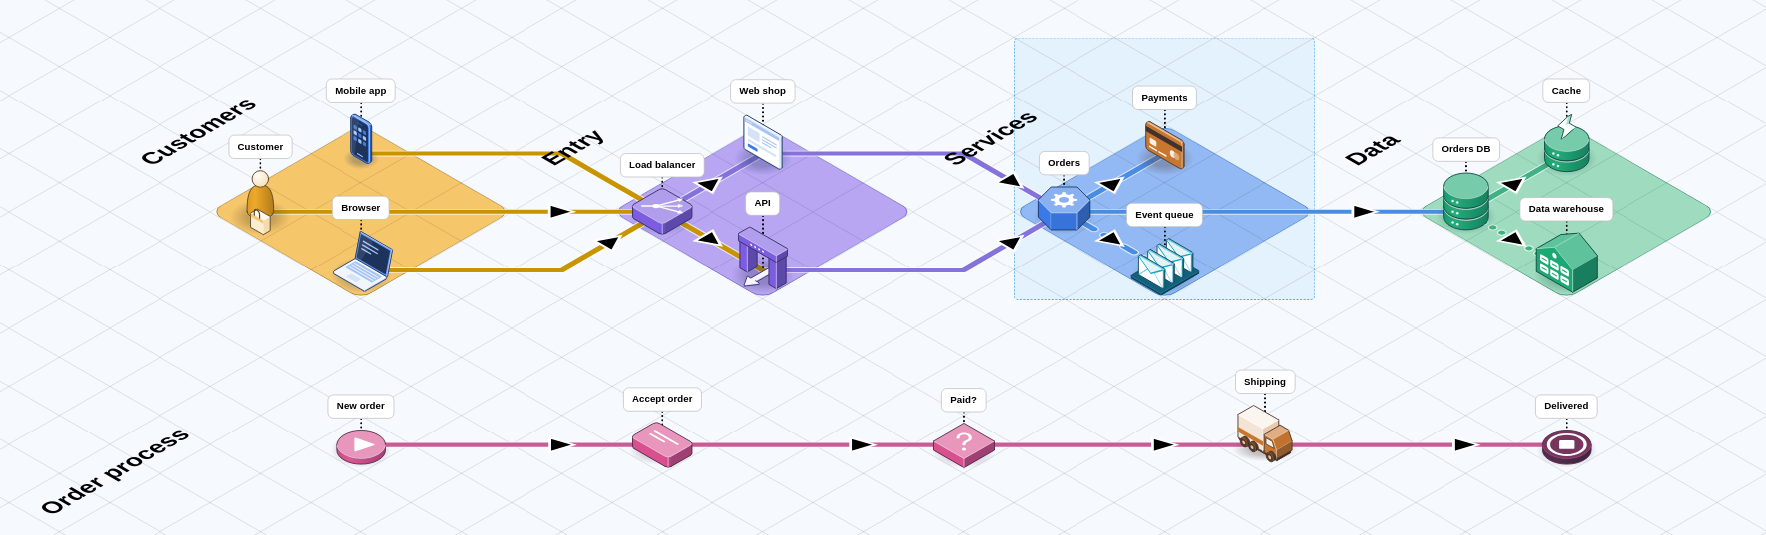 Customers
Customer
Mobile app
Browser
Entry
Load balancer
Web shop
API
Services
Orders
Payments
Event queue
Data
Orders DB
Cache
Data warehouse
Order process
New order
Accept order
Paid?
Shipping
Delivered